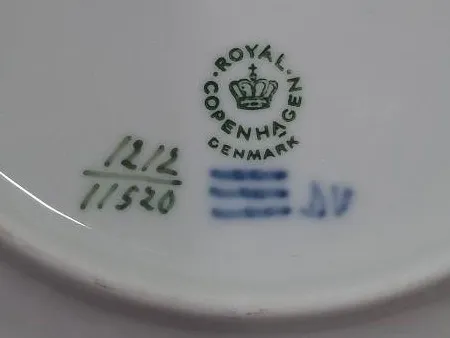 ROYAL
COPENHAGEN
DENMARK
1212
11520